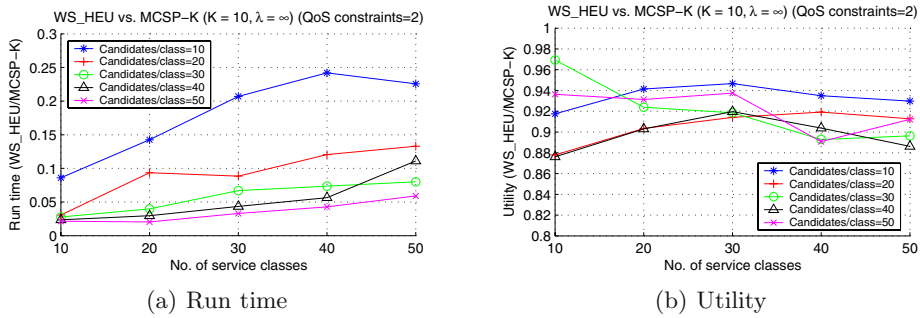 WS_HEU vs. MCSP-K (K = 10, λ = ∞) (QoS constraints=2)
Run time (WS_HEU/MCSP-K)
0.3
0.25
0.2
0.15
0.1
0.05
0
Candidates/class=10
Candidates/class=20
Candidates/class=30
Candidates/class=40
Candidates/class=50
10 20 30 40 50
No. of service classes
(a) Run time
WS_HEU vs. MCSP-K (K = 10, λ = ∞) (QoS constraints=2)
Utility (WS_HEU/MCSP-K)
1
0.98
0.96
0.94
0.92
0.9
0.88
0.86
0.84
0.82
0.8
Candidates/class=10
Candidates/class=20
Candidates/class=30
Candidates/class=40
Candidates/class=50
10 20 30 40 50
No. of service classes
(b) Utility